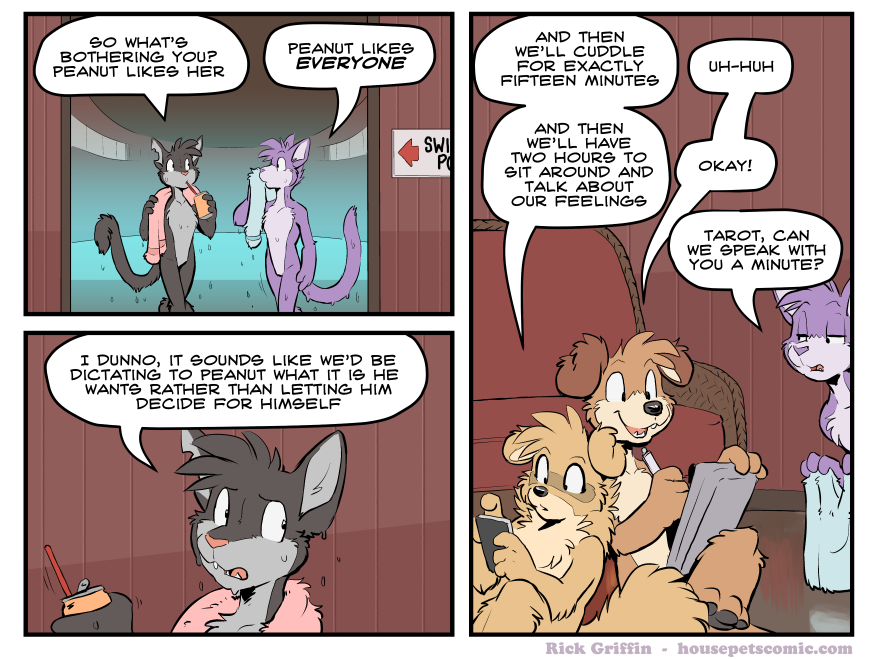 SO WHAT'S
BOTHERING YOU?
PEANUT LIKES HER
PEANUT LIKES
EVERYONE
SWI
PO
I DUNNO, IT SOUNDS LIKE WE'D BE
DICTATING TO PEANUT WHAT IT IS HE
WANTS RATHER THAN LETTING HIM
DECIDE FOR HIMSELF
AND THEN
WE'LL CUDDLE
FOR EXACTLY
FIFTEEN MINUTES
UH-HUH
AND THEN
WE'LL HAVE
TWO HOURS TO
SIT AROUND AND
TALK ABOUT
OUR FEELINGS
OKAY!
TAROT, CAN
WE SPEAK WITH
YOU A MINUTE?
Rick Griffin - housepetscomic.com